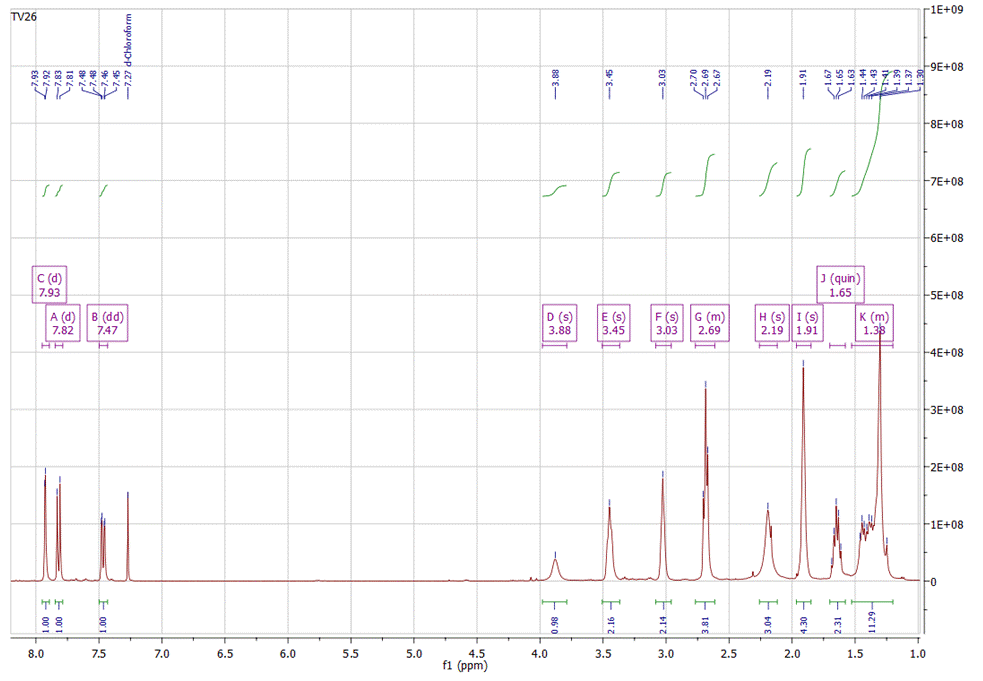 TV26
7.93
7.92
7.83
7.81
7.48
7.48
7.46
7.45
7.27 d-Chloroform
3.88
3.45
3.03
2.70
2.69
2.67
2.19
1.91
1.67
1.65
1.63
1.44
1.43
1.41
1.39
1.37
1.30
1E+09
9E+08
8E+08
7E+08
6E+08
5E+08
4E+08
3E+08
2E+08
1E+08
0
C (d)
7.93
J (quin)
1.65
A (d)
7.82
B (dd)
7.47
D (s)
3.88
E (s)
3.45
F (s)
3.03
G (m)
2.69
H (s)
2.19
I (s)
1.91
K (m)
1.38
1.00
1.00
1.00
0.98
2.16
2.14
3.81
3.04
4.30
2.31
11.29
8.0 7.5 7.0 6.5 6.0 5.5 5.0 4.5 4.0 3.5 3.0 2.5 2.0 1.5 1.0
f1 (ppm)